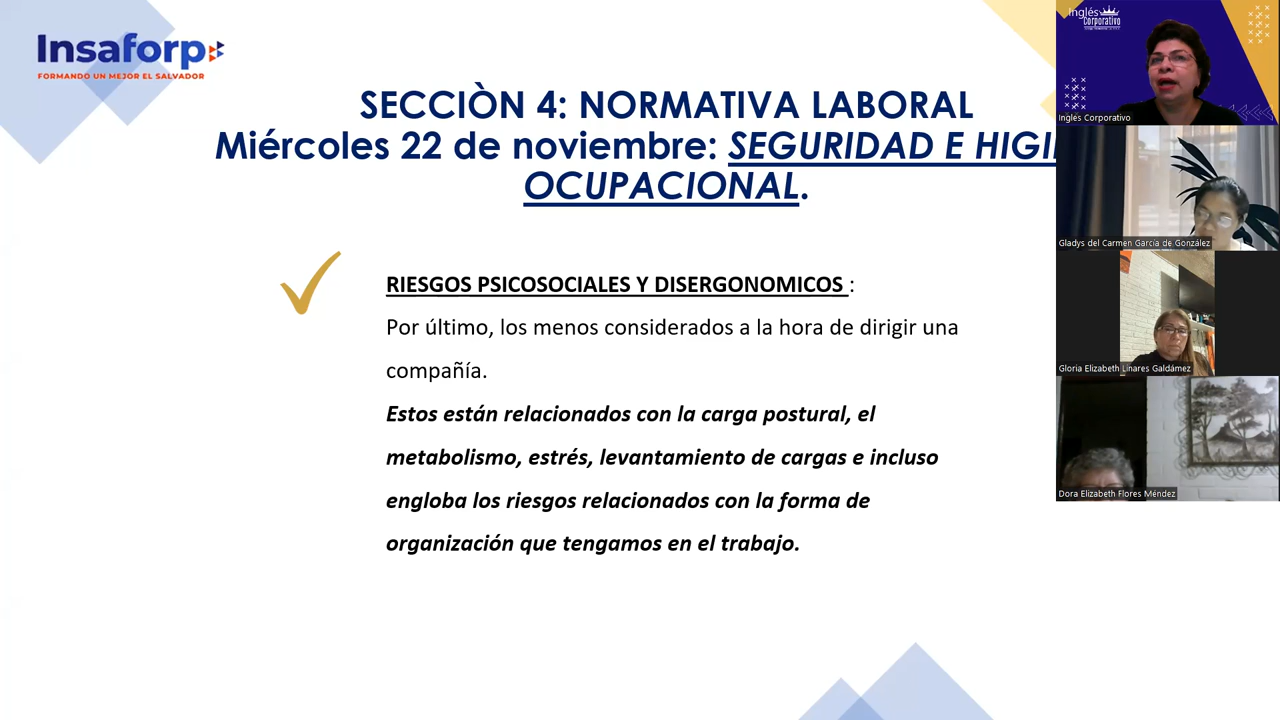 Insaforp
FORMANDO UN MEJOR EL SALVADOR
SECCIÒN 4: NORMATIVA LABORAL
Miércoles 22 de noviembre: SEGURIDAD E HIGI
OCUPACIONAL.
RIESGOS PSICOSOCIALES Y DISERGONOMICOS :
Por último, los menos considerados a la hora de dirigir una
compañía.
Estos están relacionados con la carga postural, el
metabolismo, estrés, levantamiento de cargas e incluso
engloba los riesgos relacionados con la forma de
organización que tengamos en el trabajo.
Inglés
Corporativo
Inglés Corporativo
Gladys del Carmen García de González
Gloria Elizabeth Linares Galdámez
Dora Elizabeth Flores Méndez